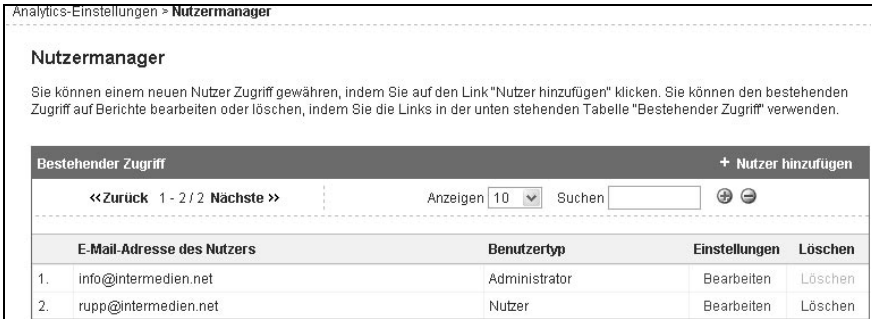 Analytics-Einstellungen > Nutzermanager
Nutzermanager
Sie können einem neuen Nutzer Zugriff gewähren, indem Sie auf den Link "Nutzer hinzufügen" klicken. Sie können den bestehenden
Zugriff auf Berichte bearbeiten oder löschen, indem Sie die Links in der unten stehenden Tabelle "Bestehender Zugriff" verwenden.
Bestehender Zugriff + Nutzer hinzufügen
«Zurück 1 - 2 / 2 Nächste » Anzeigen 10 Suchen
E-Mail-Adresse des Nutzers Benutzertyp Einstellungen Löschen
1. info@intermedien.net Administrator Bearbeiten Löschen
2. rupp@intermedien.net Nutzer Bearbeiten Löschen